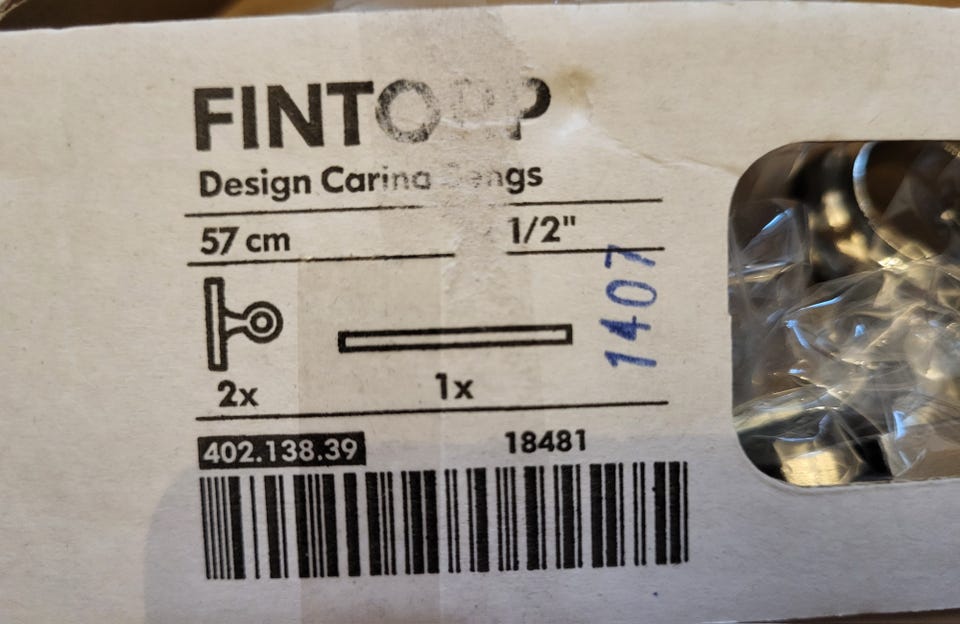 FINTORP
Design Carina Bengs
57 cm 1/2"
1407
2x 1x
402.138.39 18481